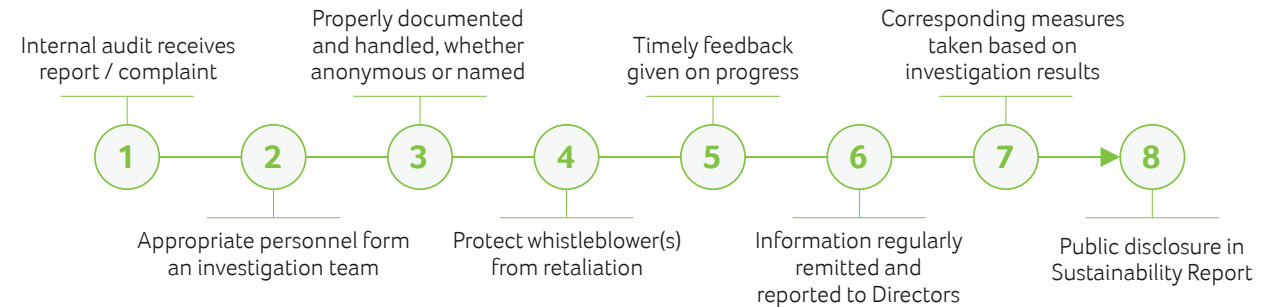 Internal audit receives
report / complaint
Properly documented
and handled, whether
anonymous or named
Timely feedback
given on progress
Corresponding measures
taken based on
investigation results
1
2
3
4
5
6
7
8
Appropriate personnel form
an investigation team
Protect whistleblower(s)
from retaliation
Information regularly
remitted and
reported to Directors
Public disclosure in
Sustainability Report